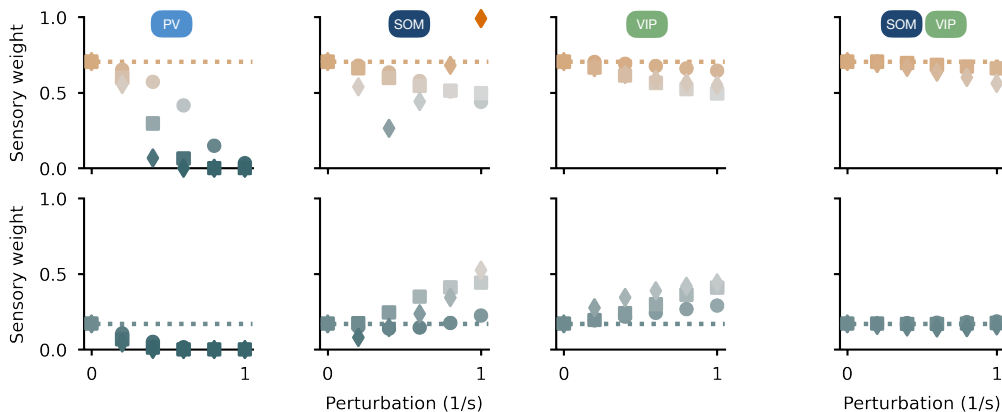 PV
SOM
VIP
SOM VIP
Sensory weight
1.0
0.5
0.0
Sensory weight
1.0
0.5
0.0
0 1
0 1
0 1
0 1
Perturbation (1/s)
Perturbation (1/s)